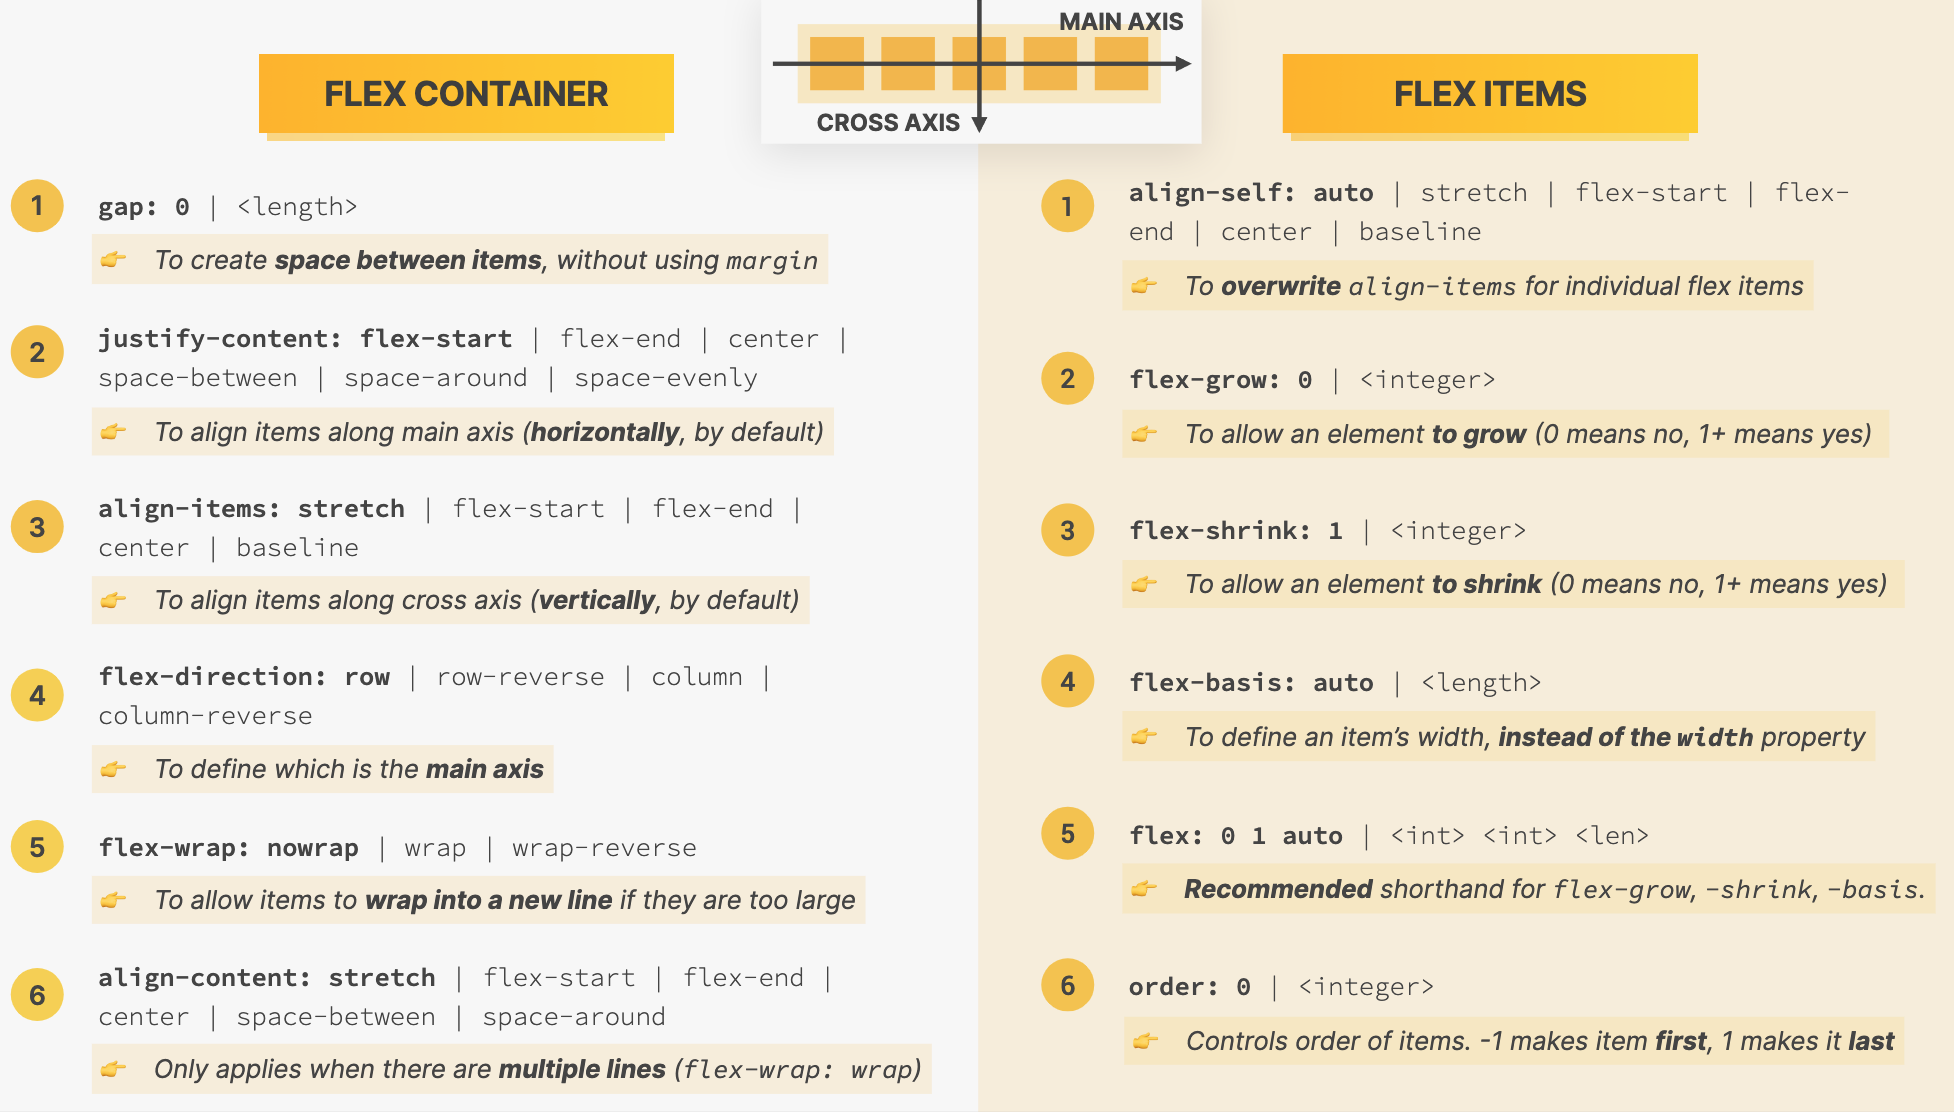 MAIN AXIS
CROSS AXIS
FLEX CONTAINER
1
gap: 0 | <length>
👉 To create space between items, without using margin
2
justify-content: flex-start | flex-end | center |
space-between | space-around | space-evenly
👉 To align items along main axis (horizontally, by default)
3
align-items: stretch | flex-start | flex-end |
center | baseline
👉 To align items along cross axis (vertically, by default)
4
flex-direction: row | row-reverse | column |
column-reverse
👉 To define which is the main axis
5
flex-wrap: nowrap | wrap | wrap-reverse
👉 To allow items to wrap into a new line if they are too large
6
align-content: stretch | flex-start | flex-end |
center | space-between | space-around
👉 Only applies when there are multiple lines (flex-wrap: wrap)
FLEX ITEMS
1
align-self: auto | stretch | flex-start | flex-
end | center | baseline
👉 To overwrite align-items for individual flex items
2
flex-grow: 0 | <integer>
👉 To allow an element to grow (0 means no, 1+ means yes)
3
flex-shrink: 1 | <integer>
👉 To allow an element to shrink (0 means no, 1+ means yes)
4
flex-basis: auto | <length>
👉 To define an item’s width, instead of the width property
5
flex: 0 1 auto | <int> <int> <len>
👉 Recommended shorthand for flex-grow, -shrink, -basis.
6
order: 0 | <integer>
👉 Controls order of items. -1 makes item first, 1 makes it last